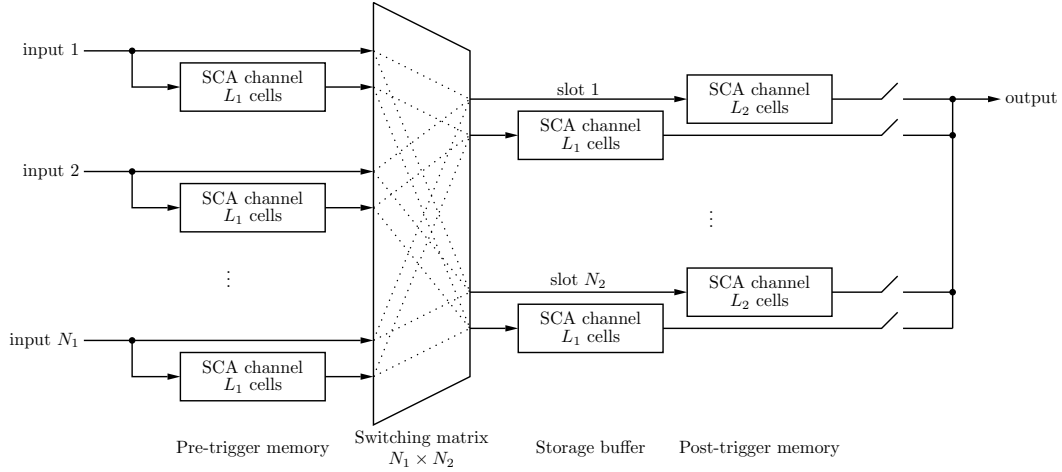 input 1
SCA channel
L₁ cells
input 2
SCA channel
L₁ cells
⋮
input N₁
SCA channel
L₁ cells
slot 1
SCA channel
L₂ cells
output
SCA channel
L₁ cells
⋮
slot N₂
SCA channel
L₂ cells
SCA channel
L₁ cells
Pre-trigger memory
Switching matrix
N₁ × N₂
Storage buffer
Post-trigger memory